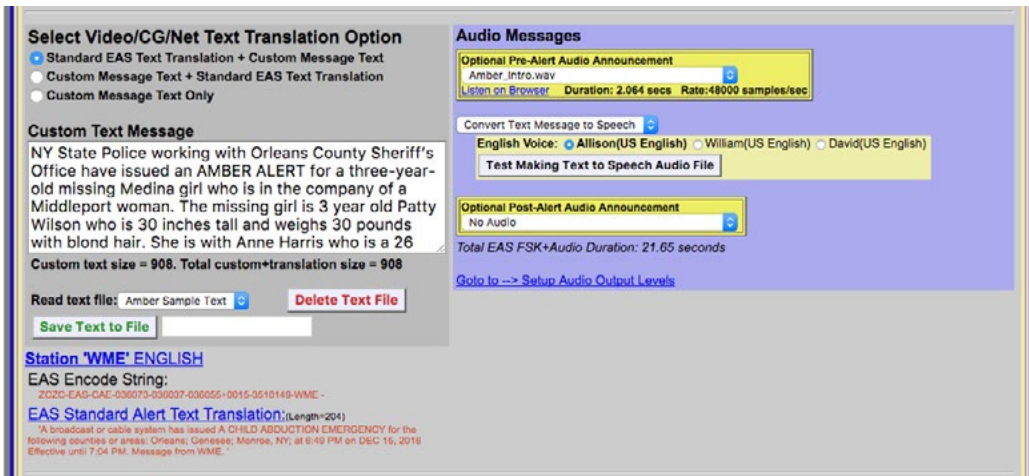 Select Video/CG/Net Text Translation Option
Standard EAS Text Translation + Custom Message Text
Custom Message Text + Standard EAS Text Translation
Custom Message Text Only
Custom Text Message
NY State Police working with Orleans County Sheriff's
Office have issued an AMBER ALERT for a three-year-
old missing Medina girl who is in the company of a
Middleport woman. The missing girl is 3 year old Patty
Wilson who is 30 inches tall and weighs 30 pounds
with blond hair. She is with Anne Harris who is a 26
Custom text size = 908. Total custom+translation size = 908
Read text file: Amber Sample Text
Delete Text File
Save Text to File
Station 'WME' ENGLISH
EAS Encode String:
ZCZC-EAS-CAE-036073-036037-036055+0015-3510149-WME -
EAS Standard Alert Text Translation:(Length=204)
'A broadcast or cable system has issued A CHILD ABDUCTION EMERGENCY for the
following counties or areas: Orleans; Genesee; Monroe, NY; at 6:49 PM on DEC 16, 2016
Effective until 7:04 PM. Message from WME. '
Audio Messages
Optional Pre-Alert Audio Announcement
Amber_Intro.wav
Listen on Browser Duration: 2.064 secs Rate:48000 samples/sec
Convert Text Message to Speech
English Voice: Allison(US English) William(US English) David(US English)
Test Making Text to Speech Audio File
Optional Post-Alert Audio Announcement
No Audio
Total EAS FSK+Audio Duration: 21.65 seconds
Goto to --> Setup Audio Output Levels